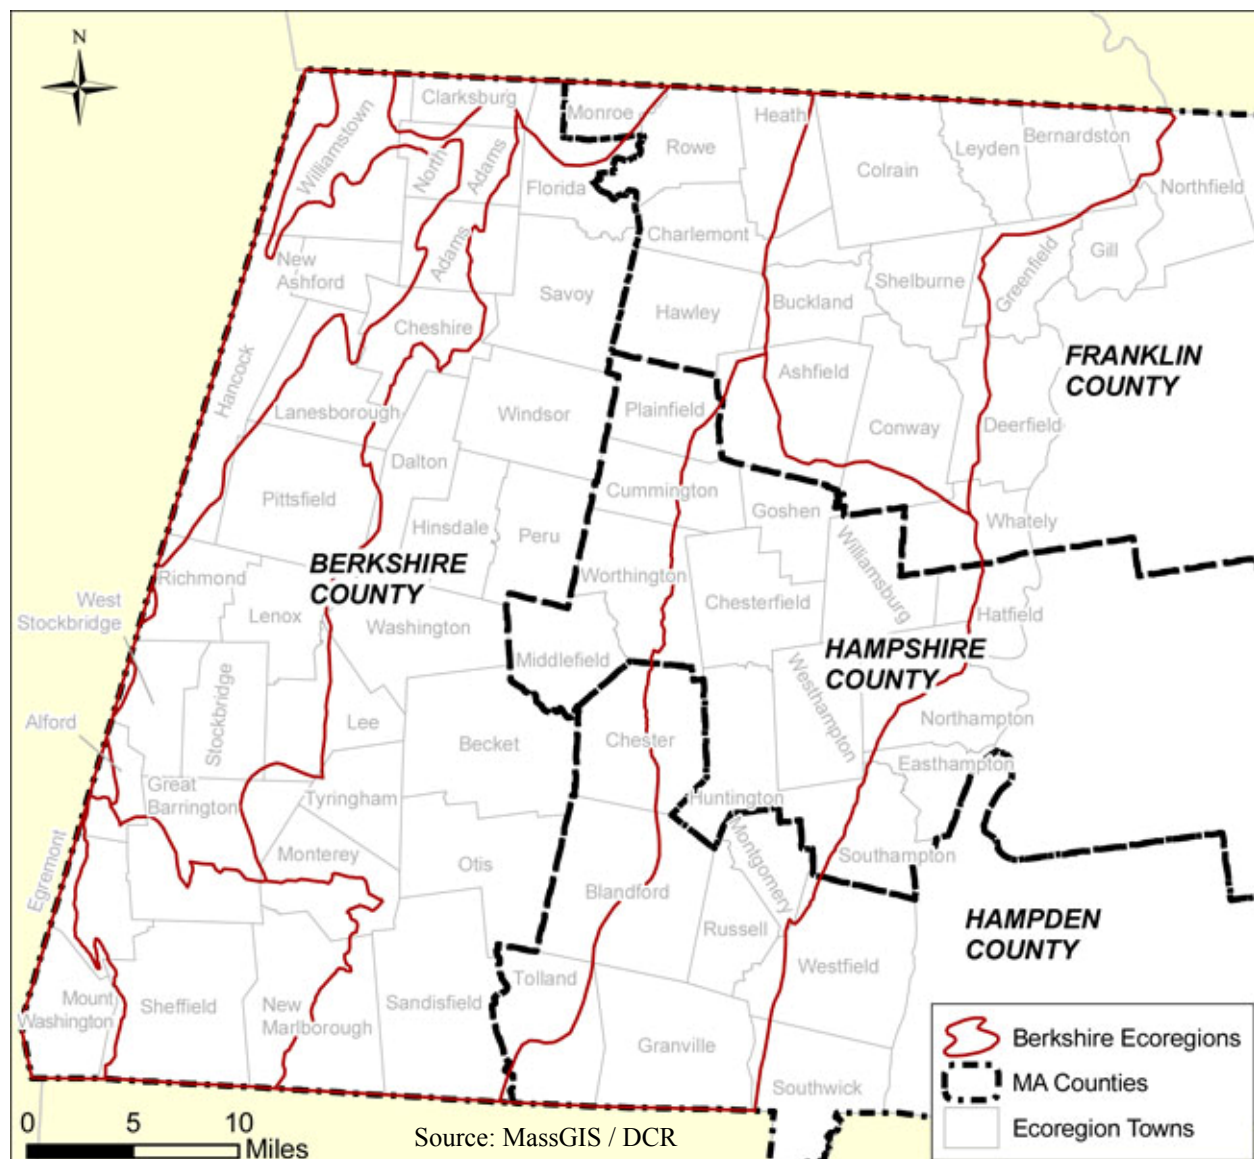 N
Clarksburg
Monroe
Heath
Williamstown
North
Adams
Florida
Rowe
Colrain
Leyden
Bernardston
Northfield
New
Ashford
Adams
Savoy
Charlemont
Hawley
Buckland
Shelburne
Greenfield
Gill
Cheshire
Hancock
Lanesborough
Windsor
Plainfield
Ashfield
FRANKLIN
COUNTY
Dalton
Conway
Deerfield
Pittsfield
Hinsdale
Peru
Cummington
Goshen
Whately
BERKSHIRE
COUNTY
Richmond
West
Stockbridge
Lenox
Washington
Worthington
Chesterfield
Williamsburg
Hatfield
Middlefield
HAMPSHIRE
COUNTY
Alford
Stockbridge
Lee
Becket
Chester
Westhampton
Northampton
Easthampton
Great
Barrington
Tyringham
Huntington
Montgomery
Southampton
Egremont
Monterey
Otis
Blandford
Russell
HAMPDEN
COUNTY
Mount
Washington
Sheffield
New
Marlborough
Sandisfield
Tolland
Westfield
Granville
Southwick
Berkshire Ecoregions
MA Counties
Ecoregion Towns
0 5 10
Miles
Source: MassGIS / DCR